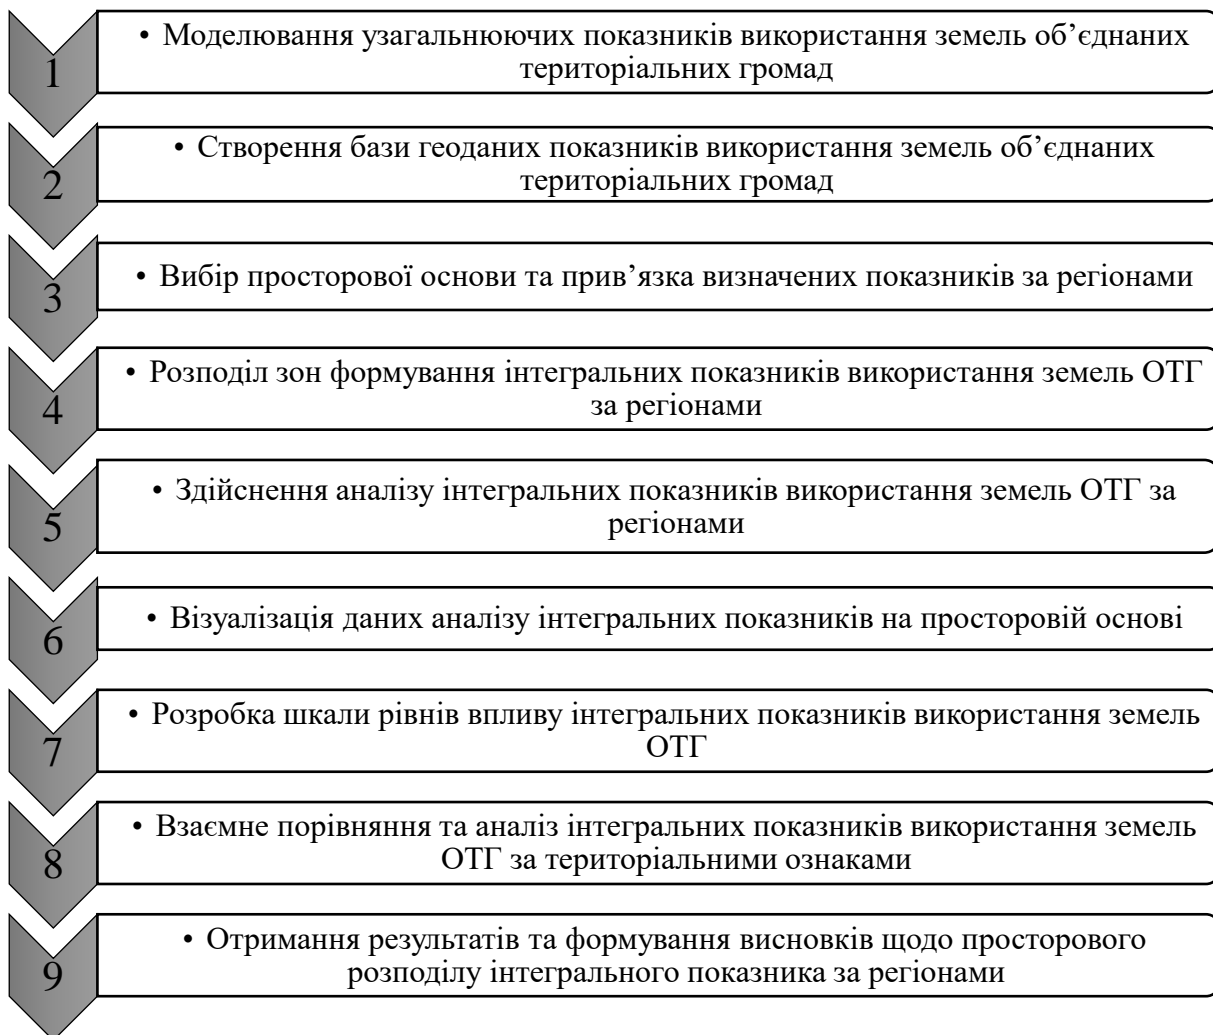 1
• Моделювання узагальнюючих показників використання земель об’єднаних
територіальних громад
2
• Створення бази геоданих показників використання земель об’єднаних
територіальних громад
3
• Вибір просторової основи та прив’язка визначених показників за регіонами
4
• Розподіл зон формування інтегральних показників використання земель ОТГ
за регіонами
5
• Здійснення аналізу інтегральних показників використання земель ОТГ за
регіонами
6
• Візуалізація даних аналізу інтегральних показників на просторовій основі
7
• Розробка шкали рівнів впливу інтегральних показників використання земель
ОТГ
8
• Взаємне порівняння та аналіз інтегральних показників використання земель
ОТГ за територіальними ознаками
9
• Отримання результатів та формування висновків щодо просторового
розподілу інтегрального показника за регіонами